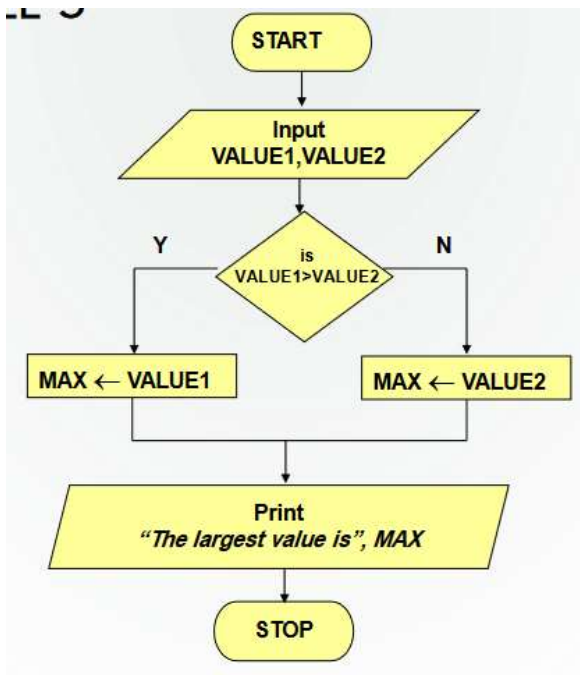 START
Input
VALUE1,VALUE2
Y
N
is
VALUE1>VALUE2
MAX ← VALUE1
MAX ← VALUE2
Print
“The largest value is”, MAX
STOP